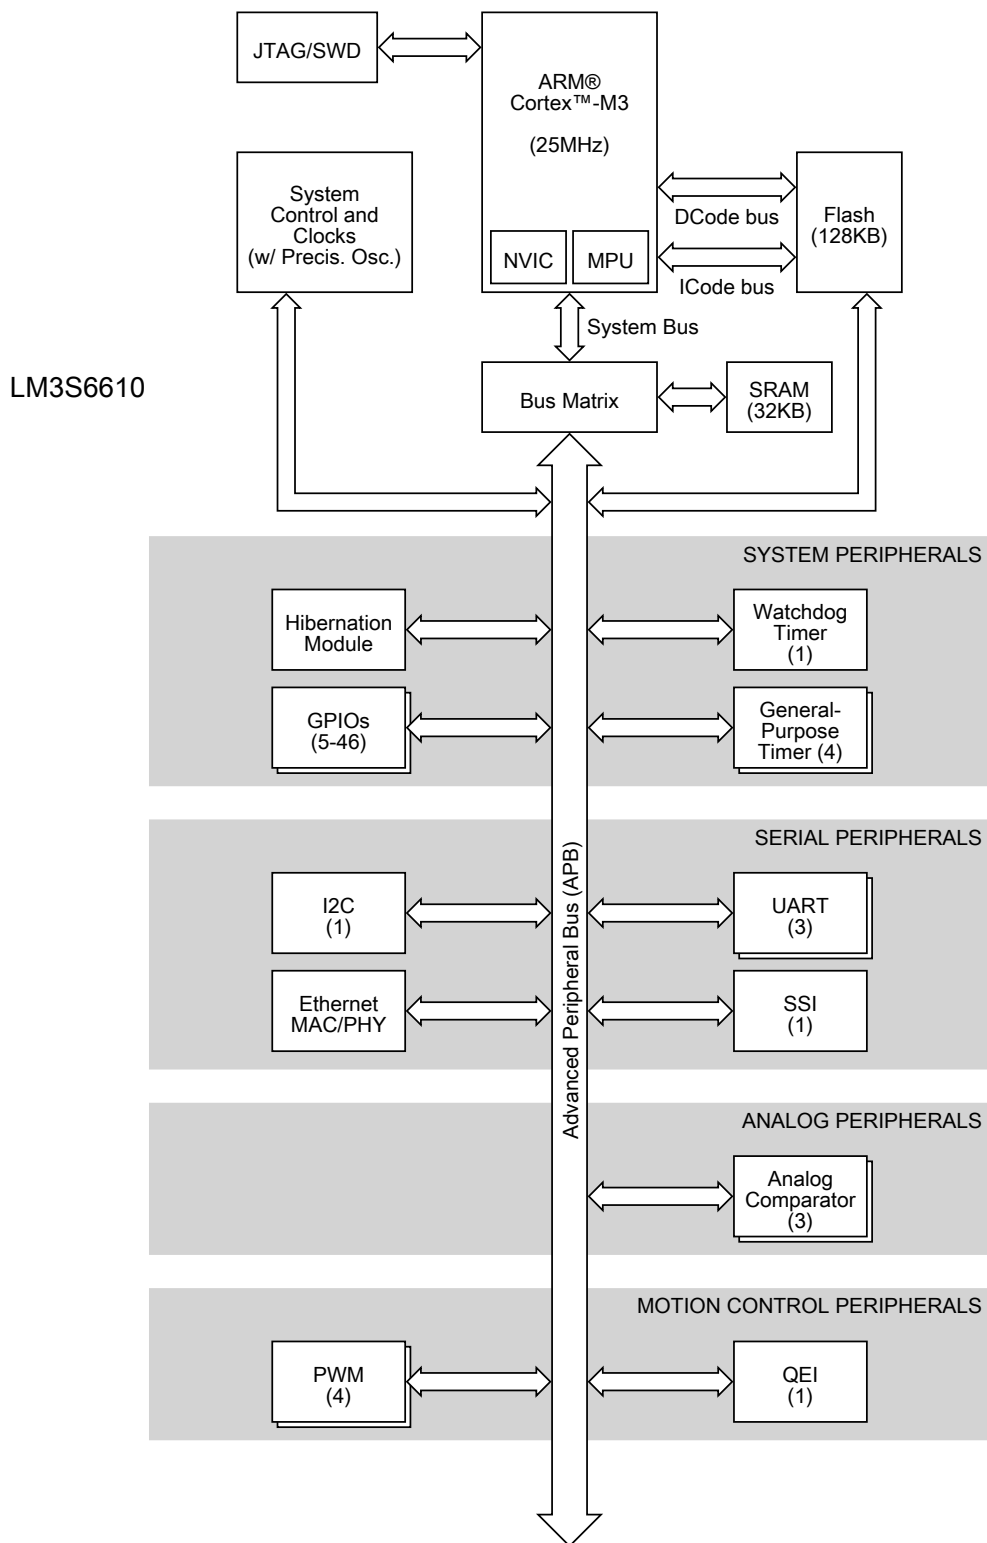 JTAG/SWD
ARM®
Cortex™-M3
(25MHz)
NVIC
MPU
System
Control and
Clocks
(w/ Precis. Osc.)
DCode bus
ICode bus
Flash
(128KB)
System Bus
LM3S6610
Bus Matrix
SRAM
(32KB)
SYSTEM PERIPHERALS
Hibernation
Module
Watchdog
Timer
(1)
GPIOs
(5-46)
General-
Purpose
Timer (4)
Advanced Peripheral Bus (APB)
SERIAL PERIPHERALS
I2C
(1)
UART
(3)
Ethernet
MAC/PHY
SSI
(1)
ANALOG PERIPHERALS
Analog
Comparator
(3)
MOTION CONTROL PERIPHERALS
PWM
(4)
QEI
(1)